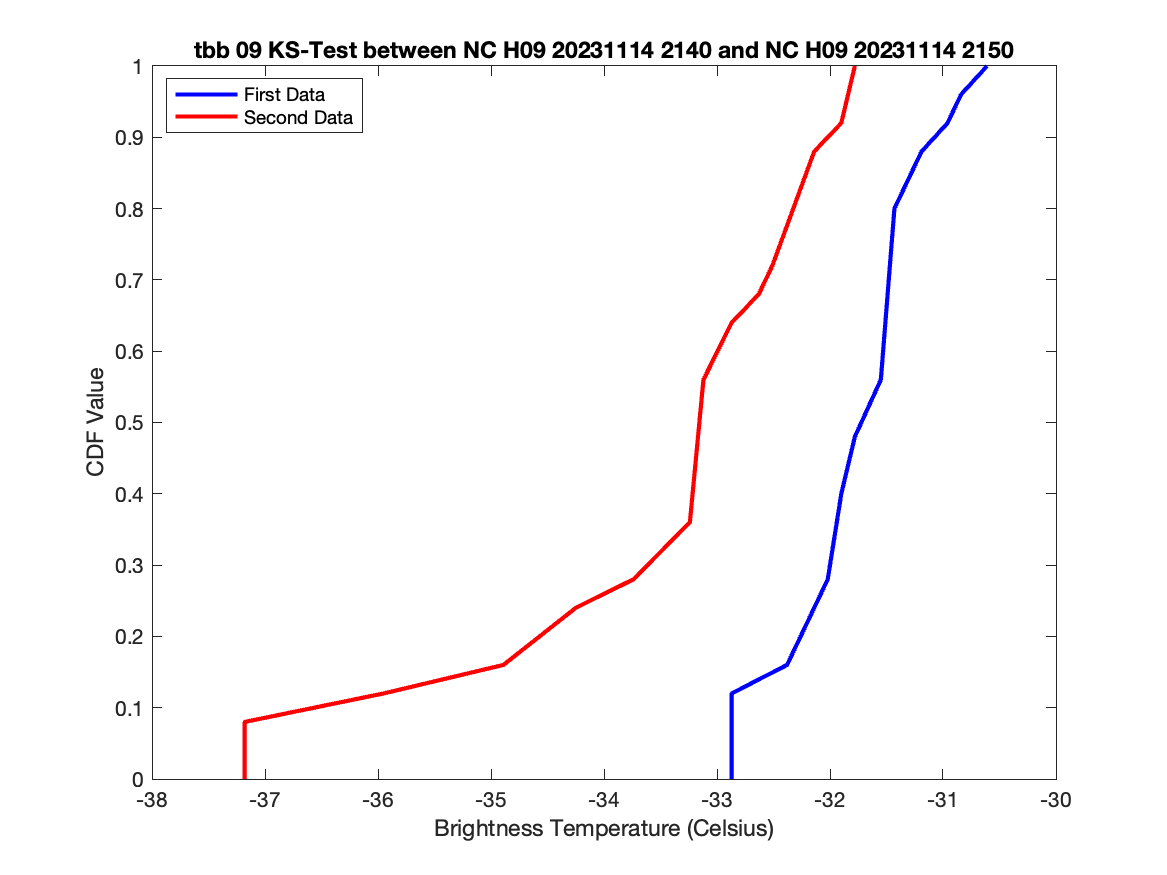 tbb 09 KS-Test between NC H09 20231114 2140 and NC H09 20231114 2150
First Data
Second Data
1
0.9
0.8
0.7
0.6
0.5
0.4
0.3
0.2
0.1
0
CDF Value
-38 -37 -36 -35 -34 -33 -32 -31 -30
Brightness Temperature (Celsius)